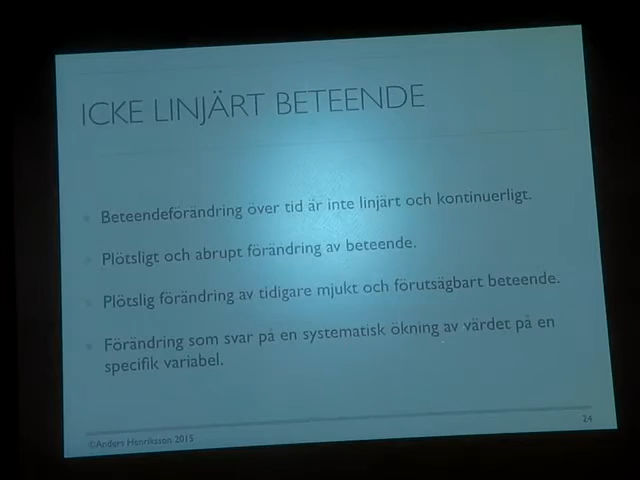 ICKE LINJÄRT BETEENDE
Beteendeförändring över tid är inte linjärt och kontinuerligt.
Plötsligt och abrupt förändring av beteende.
Plötslig förändring av tidigare mjukt och förutsägbart beteende.
Förändring som svar på en systematisk ökning av värdet på en
specifik variabel.
©Anders Henriksson 2015
24